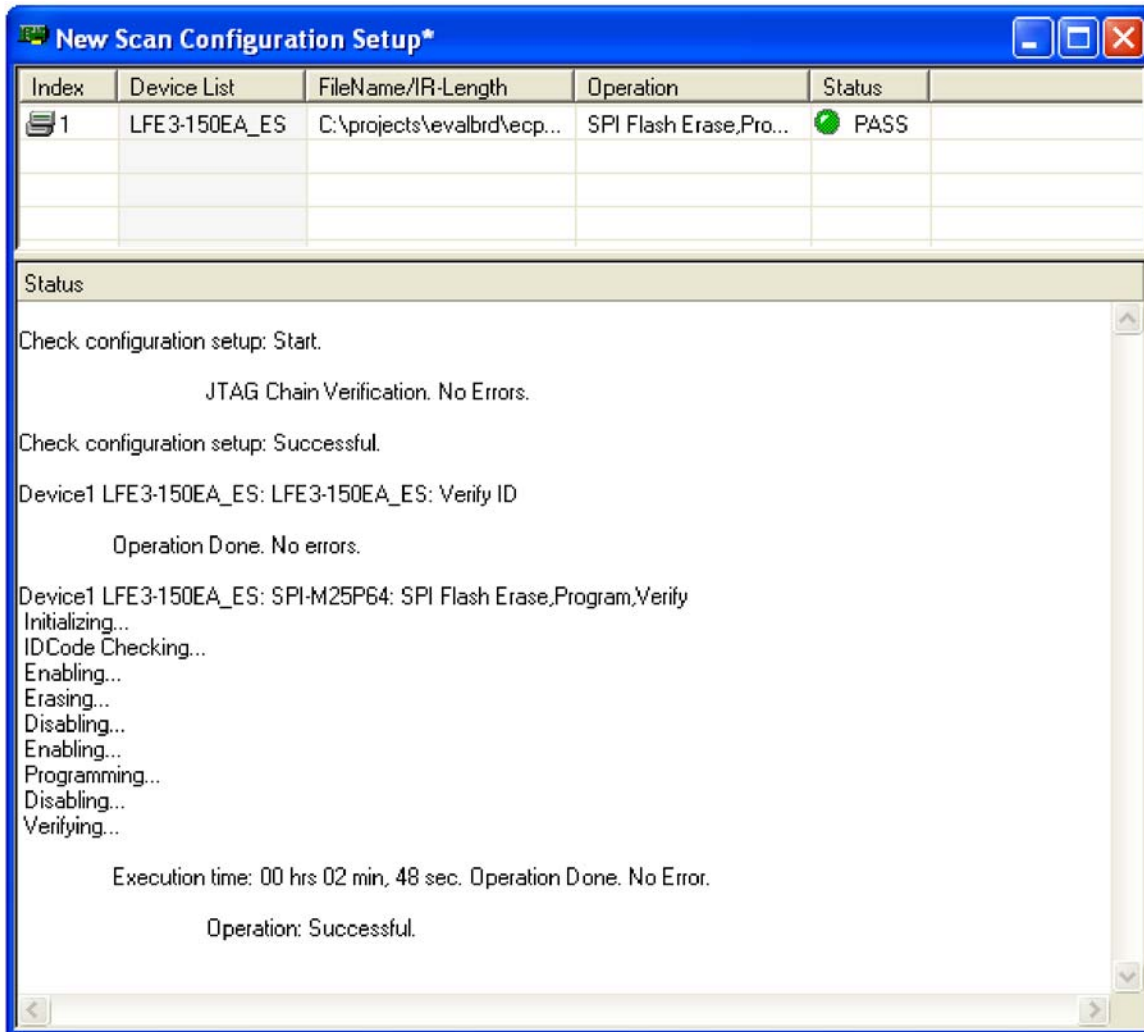 New Scan Configuration Setup*
Index Device List FileName/IR-Length Operation Status
1 LFE3-150EA_ES C:\projects\evalbrd\ecp... SPI Flash Erase,Pro... PASS
Status
Check configuration setup: Start.
JTAG Chain Verification. No Errors.
Check configuration setup: Successful.
Device1 LFE3-150EA_ES: LFE3-150EA_ES: Verify ID
Operation Done. No errors.
Device1 LFE3-150EA_ES: SPI-M25P64: SPI Flash Erase,Program,Verify
Initializing...
IDCode Checking...
Enabling...
Erasing...
Disabling...
Enabling...
Programming...
Disabling...
Verifying...
Execution time: 00 hrs 02 min, 48 sec. Operation Done. No Error.
Operation: Successful.